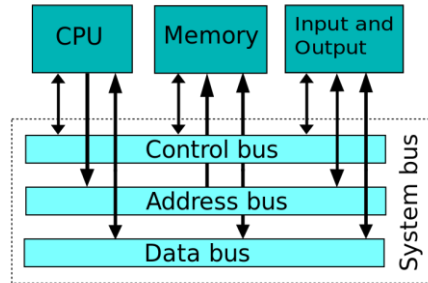 CPU
Memory
Input and
Output
Control bus
Address bus
Data bus
System bus